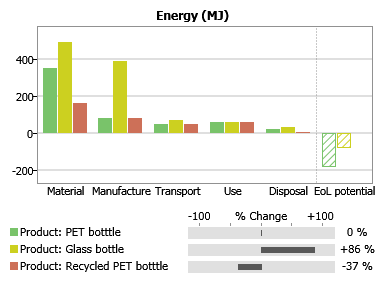 Energy (MJ)
400
200
0
-200
Material Manufacture Transport Use Disposal EoL potential
-100 % Change +100
Product: PET botttle 0 %
Product: Glass bottle +86 %
Product: Recycled PET botttle -37 %